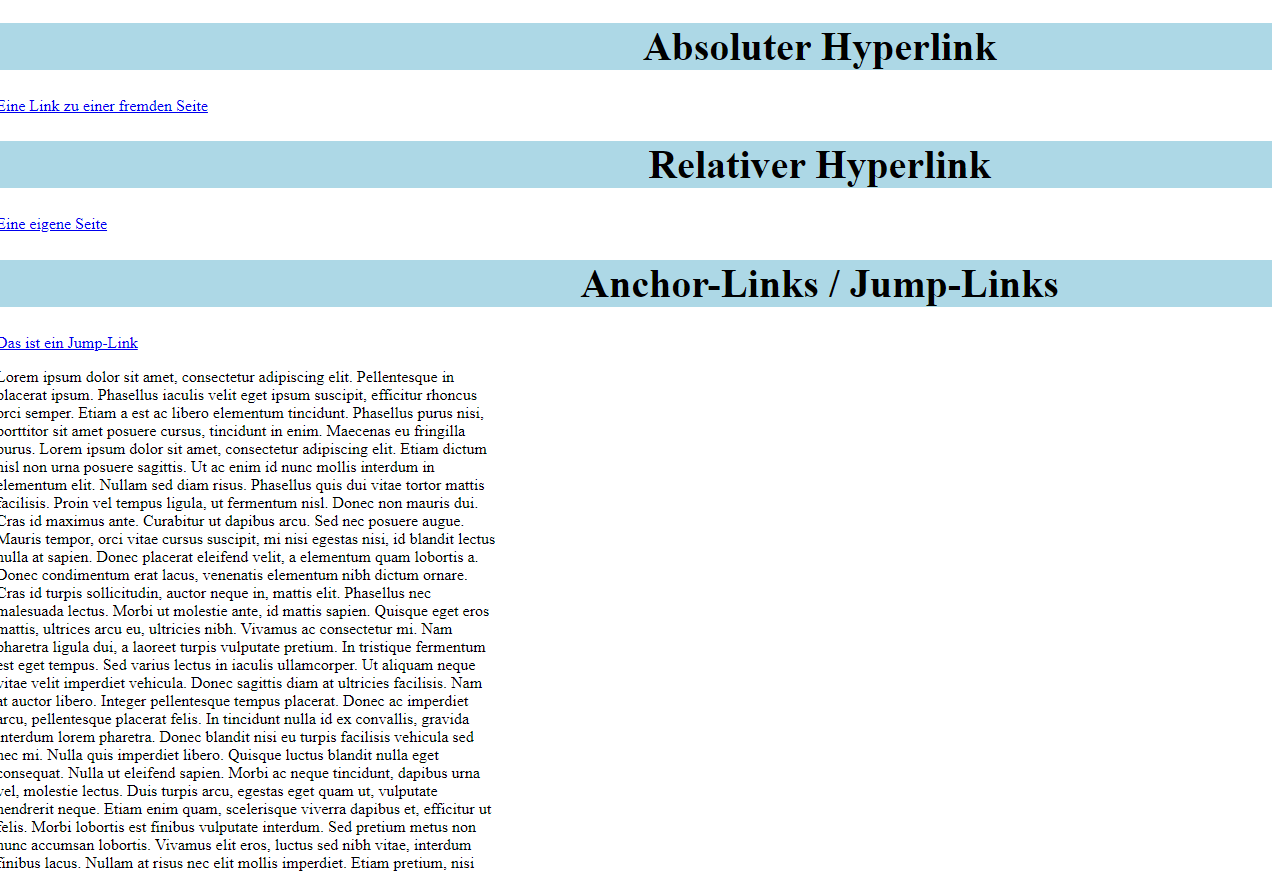 Absoluter Hyperlink
Eine Link zu einer fremden Seite
Relativer Hyperlink
Eine eigene Seite
Anchor-Links / Jump-Links
Das ist ein Jump-Link
Lorem ipsum dolor sit amet, consectetur adipiscing elit. Pellentesque in
placerat ipsum. Phasellus iaculis velit eget ipsum suscipit, efficitur rhoncus
orci semper. Etiam a est ac libero elementum tincidunt. Phasellus purus nisi,
porttitor sit amet posuere cursus, tincidunt in enim. Maecenas eu fringilla
purus. Lorem ipsum dolor sit amet, consectetur adipiscing elit. Etiam dictum
nisl non urna posuere sagittis. Ut ac enim id nunc mollis interdum in
elementum elit. Nullam sed diam risus. Phasellus quis dui vitae tortor mattis
facilisis. Proin vel tempus ligula, ut fermentum nisl. Donec non mauris dui.
Cras id maximus ante. Curabitur ut dapibus arcu. Sed nec posuere augue.
Mauris tempor, orci vitae cursus suscipit, mi nisi egestas nisi, id blandit lectus
nulla at sapien. Donec placerat eleifend velit, a elementum quam lobortis a.
Donec condimentum erat lacus, venenatis elementum nibh dictum ornare.
Cras id turpis sollicitudin, auctor neque in, mattis elit. Phasellus nec
malesuada lectus. Morbi ut molestie ante, id mattis sapien. Quisque eget eros
mattis, ultrices arcu eu, ultricies nibh. Vivamus ac consectetur mi. Nam
pharetra ligula dui, a laoreet turpis vulputate pretium. In tristique fermentum
est eget tempus. Sed varius lectus in iaculis ullamcorper. Ut aliquam neque
vitae velit imperdiet vehicula. Donec sagittis diam at ultricies facilisis. Nam
at auctor libero. Integer pellentesque tempus placerat. Donec ac imperdiet
arcu, pellentesque placerat felis. In tincidunt nulla id ex convallis, gravida
interdum lorem pharetra. Donec blandit nisi eu turpis facilisis vehicula sed
nec mi. Nulla quis imperdiet libero. Quisque luctus blandit nulla eget
consequat. Nulla ut eleifend sapien. Morbi ac neque tincidunt, dapibus urna
vel, molestie lectus. Duis turpis arcu, egestas eget quam ut, vulputate
hendrerit neque. Etiam enim quam, scelerisque viverra dapibus et, efficitur ut
felis. Morbi lobortis est finibus vulputate interdum. Sed pretium metus non
nunc accumsan lobortis. Vivamus elit eros, luctus sed nibh vitae, interdum
finibus lacus. Nullam at risus nec elit mollis imperdiet. Etiam pretium, nisi